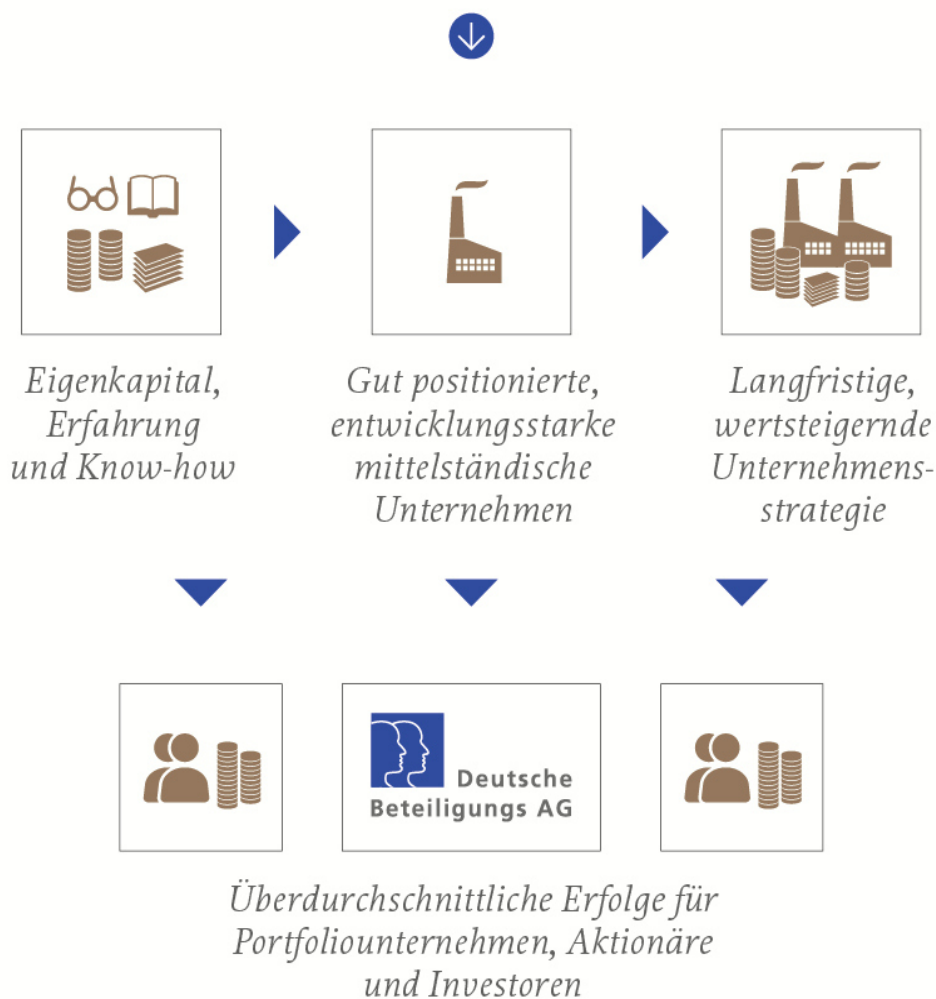 Eigenkapital,
Erfahrung
und Know-how
Gut positionierte,
entwicklungsstarke
mittelständische
Unternehmen
Langfristige,
wertsteigernde
Unternehmens-
strategie
Deutsche
Beteiligungs AG
Überdurchschnittliche Erfolge für
Portfoliounternehmen, Aktionäre
und Investoren